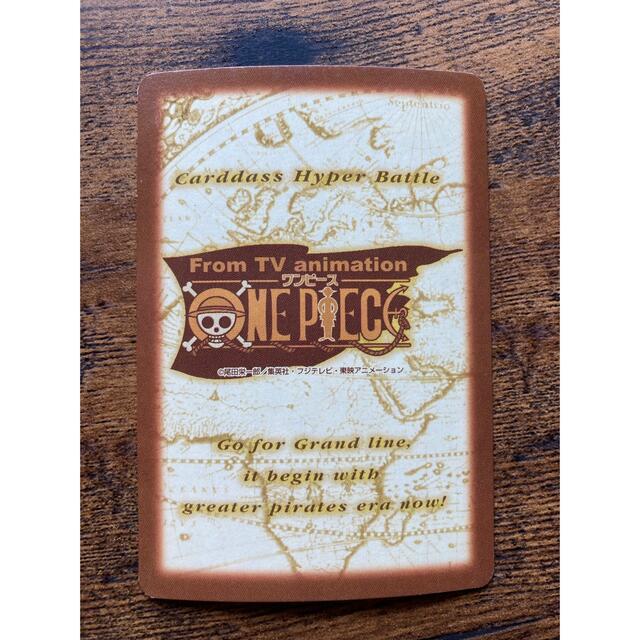 Septentrio
Carddass Hyper Battle
From TV animation
ワンピース
ONE PIECE
©尾田栄一郎/集英社・フジテレビ・東映アニメーション
Go for Grand line,
it begin with
greater pirates era now!